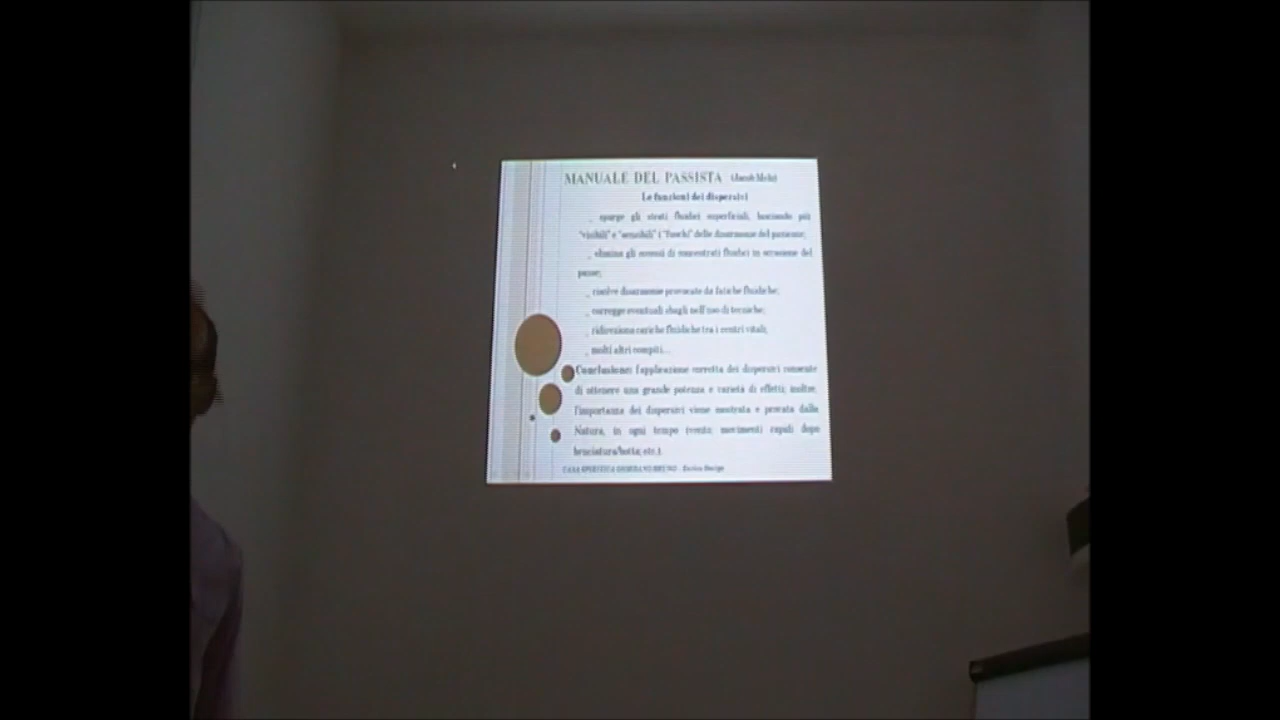 MANUALE DEL PASSISTA (Jacob Melo)
Le funzioni dei dispersivi
_ sparge gli strati fluidici superficiali, lasciando più
"visibili" e "sensibili" i "fuochi" delle disarmonie del paziente;
_ elimina gli eccessi di concentrati fluidici in occasione del
passe;
_ risolve disarmonie provocate da fatiche fluidiche;
_ corregge eventuali sbagli nell'uso di tecniche;
_ ridireziona cariche fluidiche tra i centri vitali;
_ molti altri compiti...
Conclusione: l'applicazione corretta dei dispersivi consente
di ottenere una grande potenza e varietà di effetti; inoltre,
l'importanza dei dispersivi viene mostrata e provata dalla
Natura, in ogni tempo (vento; movimenti rapidi dopo
bruciatura/botta; etc.).
CASA SPIRITICA